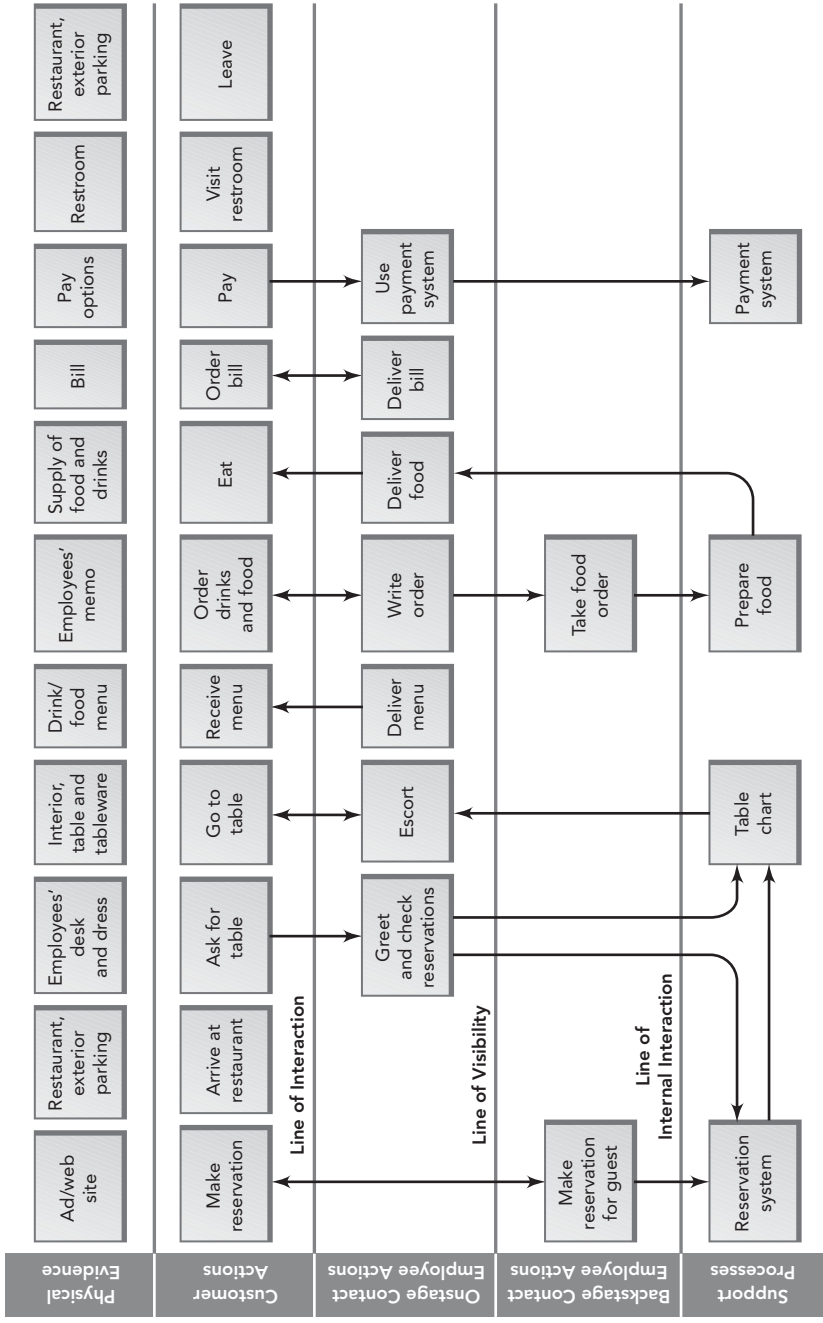 Physical
Evidence
Ad/web
site
Restaurant,
exterior
parking
Employees’
desk
and dress
Interior,
table and
tableware
Drink/
food
menu
Employees’
memo
Supply of
food and
drinks
Bill
Pay
options
Restroom
Restaurant,
exterior
parking
Customer
Actions
Make
reservation
Arrive at
restaurant
Ask for
table
Go to
table
Receive
menu
Order
drinks
and food
Eat
Order
bill
Pay
Visit
restroom
Leave
Line of Interaction
Onstage Contact
Employee Actions
Greet
and check
reservations
Escort
Deliver
menu
Write
order
Deliver
food
Deliver
bill
Use
payment
system
Line of Visibility
Backstage Contact
Employee Actions
Make
reservation
for guest
Take food
order
Line of
Internal Interaction
Support
Processes
Reservation
system
Table
chart
Prepare
food
Payment
system